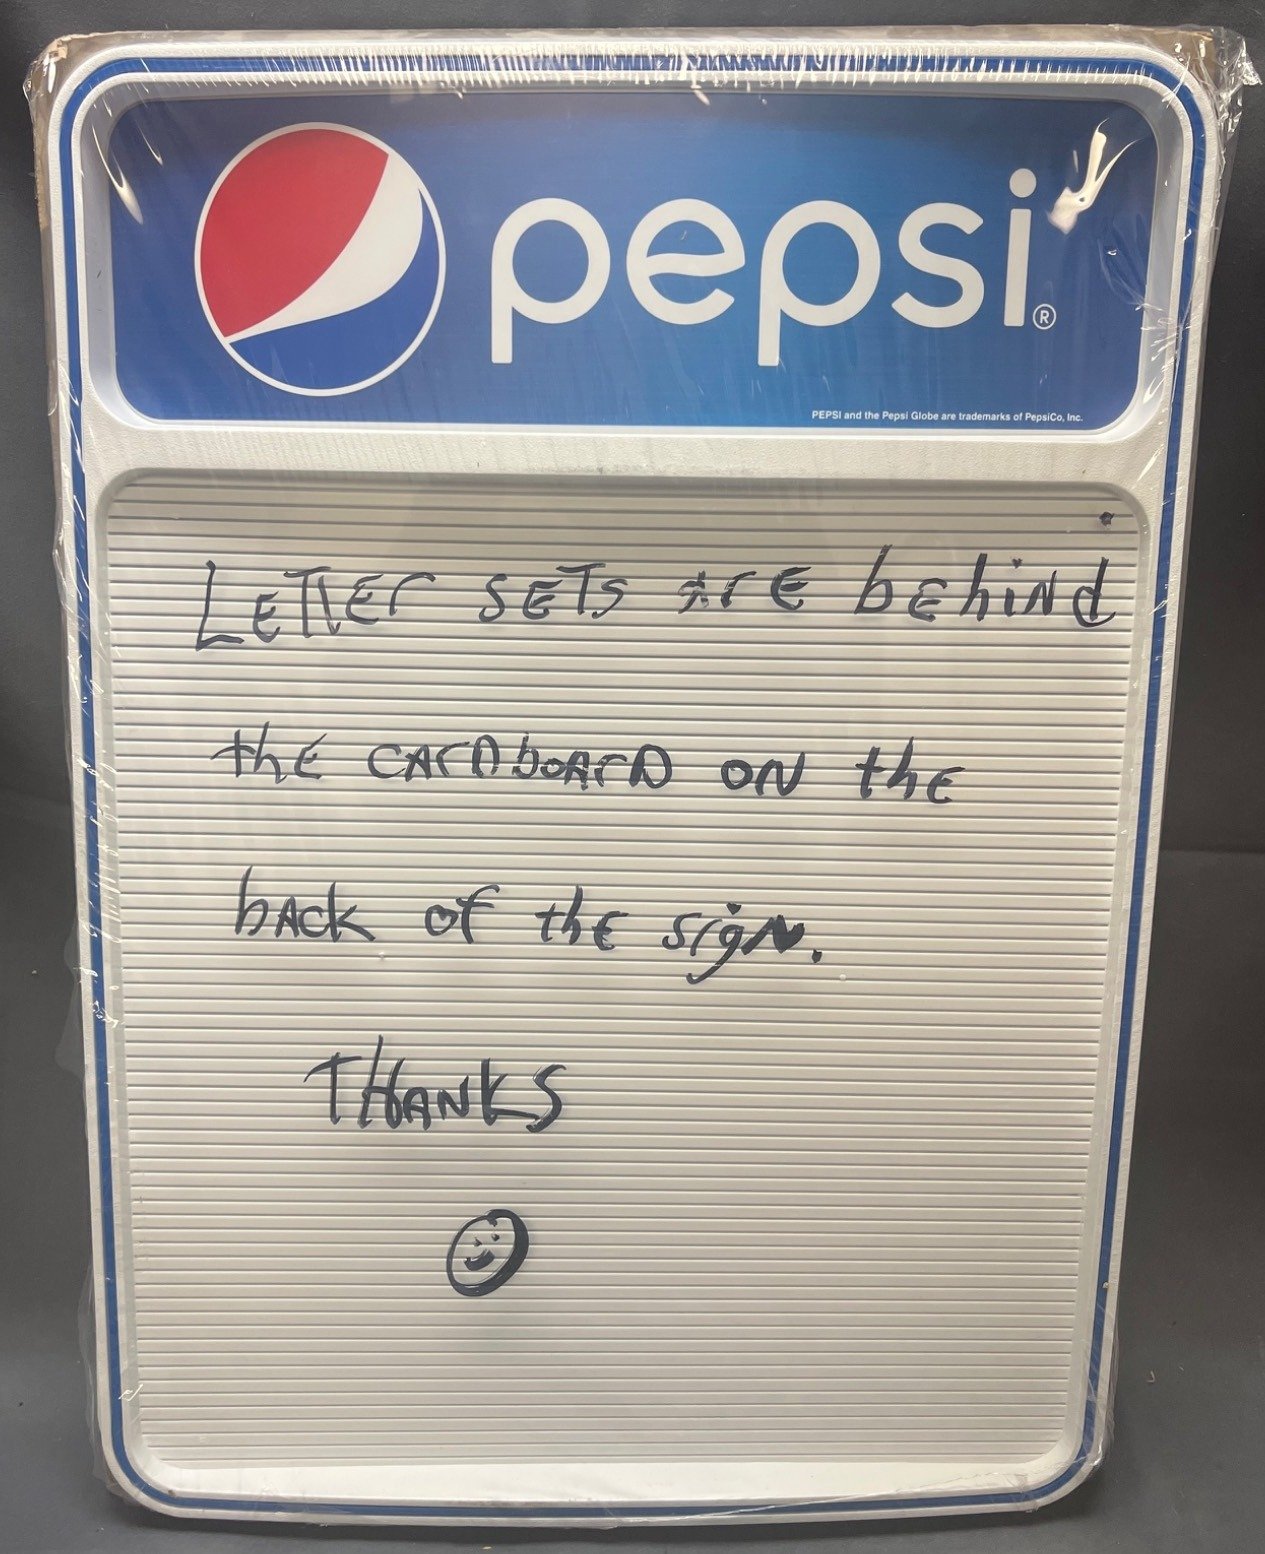 pepsi®
PEPSI and the Pepsi Globe are trademarks of PepsiCo, Inc.
LETTER SETS are behind
the CARDBOARD ON the
back of the sign.
THANKS